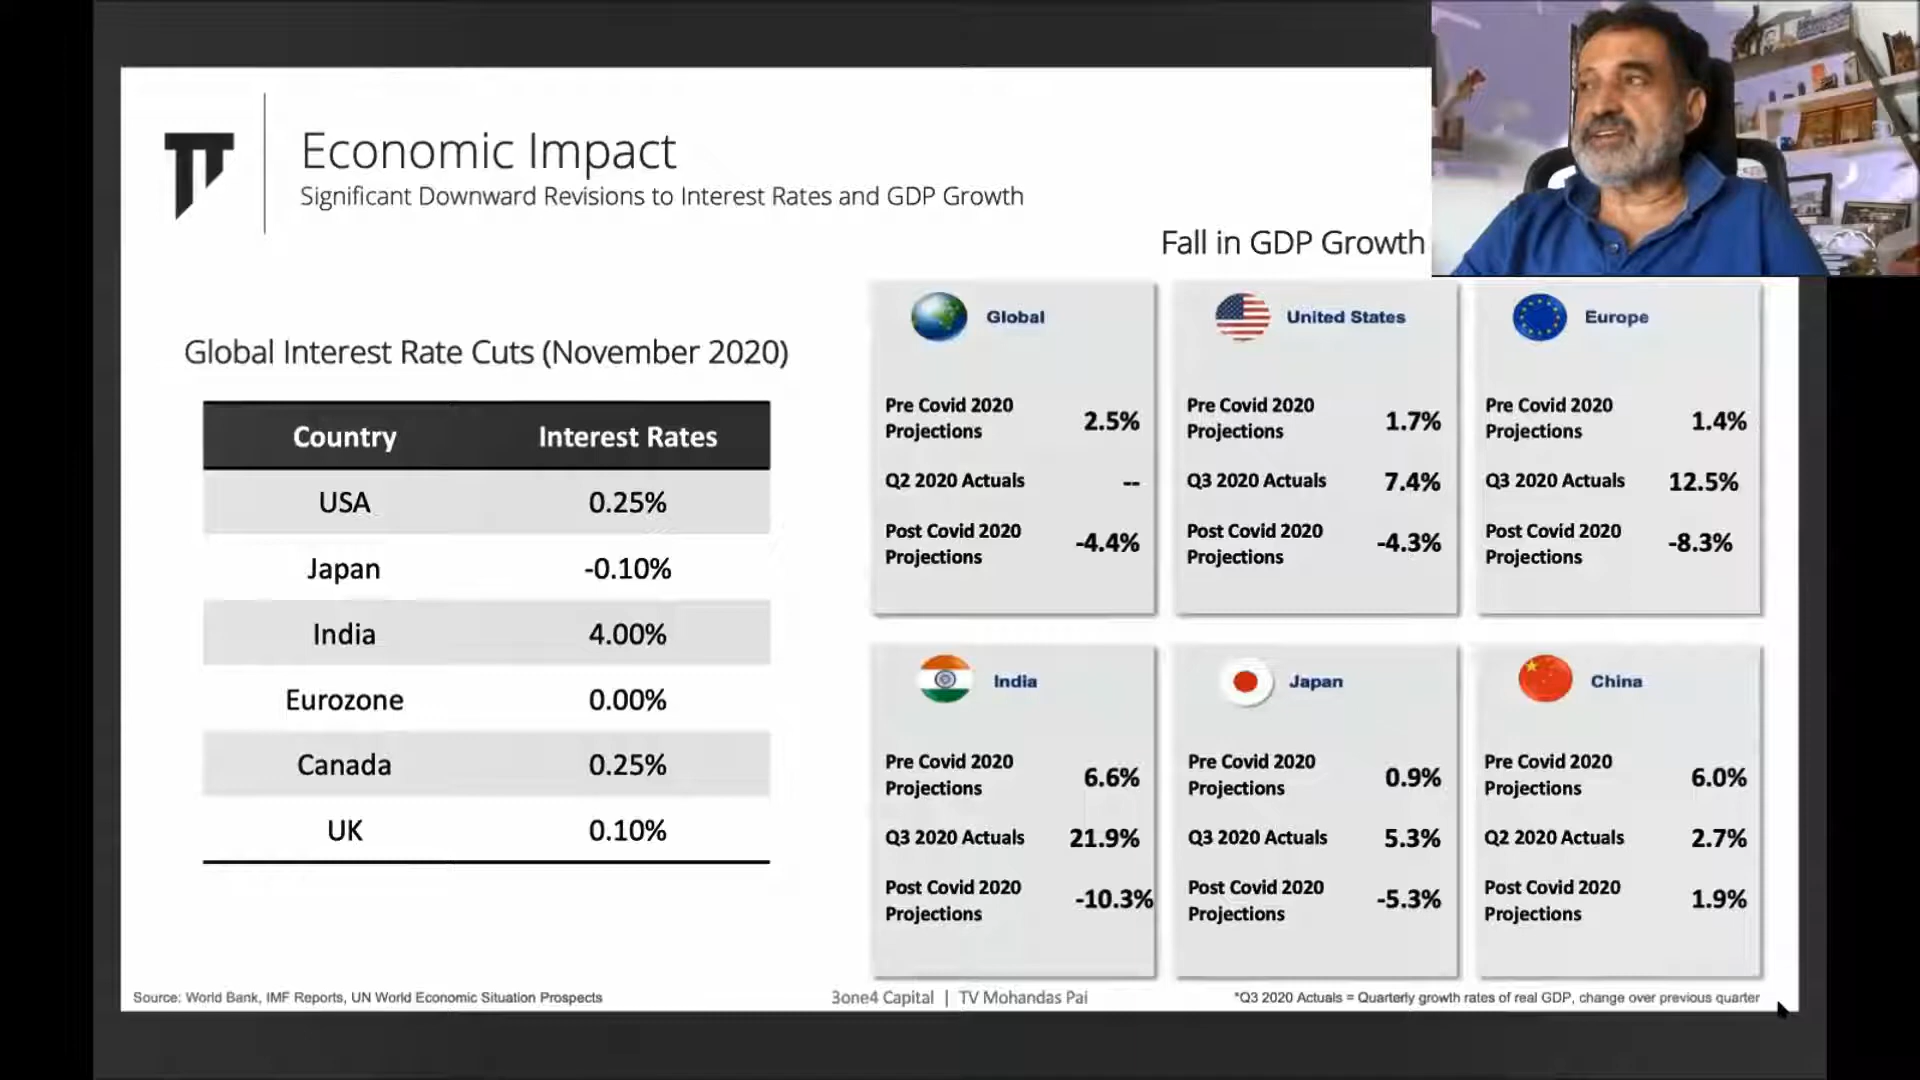 Economic Impact
Significant Downward Revisions to Interest Rates and GDP Growth
Fall in GDP Growth
Global Interest Rate Cuts (November 2020)
Country Interest Rates
USA 0.25%
Japan -0.10%
India 4.00%
Eurozone 0.00%
Canada 0.25%
UK 0.10%
Global
Pre Covid 2020
Projections 2.5%
Q2 2020 Actuals --
Post Covid 2020
Projections -4.4%
United States
Pre Covid 2020
Projections 1.7%
Q3 2020 Actuals 7.4%
Post Covid 2020
Projections -4.3%
Europe
Pre Covid 2020
Projections 1.4%
Q3 2020 Actuals 12.5%
Post Covid 2020
Projections -8.3%
India
Pre Covid 2020
Projections 6.6%
Q3 2020 Actuals 21.9%
Post Covid 2020
Projections -10.3%
Japan
Pre Covid 2020
Projections 0.9%
Q3 2020 Actuals 5.3%
Post Covid 2020
Projections -5.3%
China
Pre Covid 2020
Projections 6.0%
Q2 2020 Actuals 2.7%
Post Covid 2020
Projections 1.9%
Source: World Bank, IMF Reports, UN World Economic Situation Prospects
3one4 Capital | TV Mohandas Pai
*Q3 2020 Actuals = Quarterly growth rates of real GDP, change over previous quarter